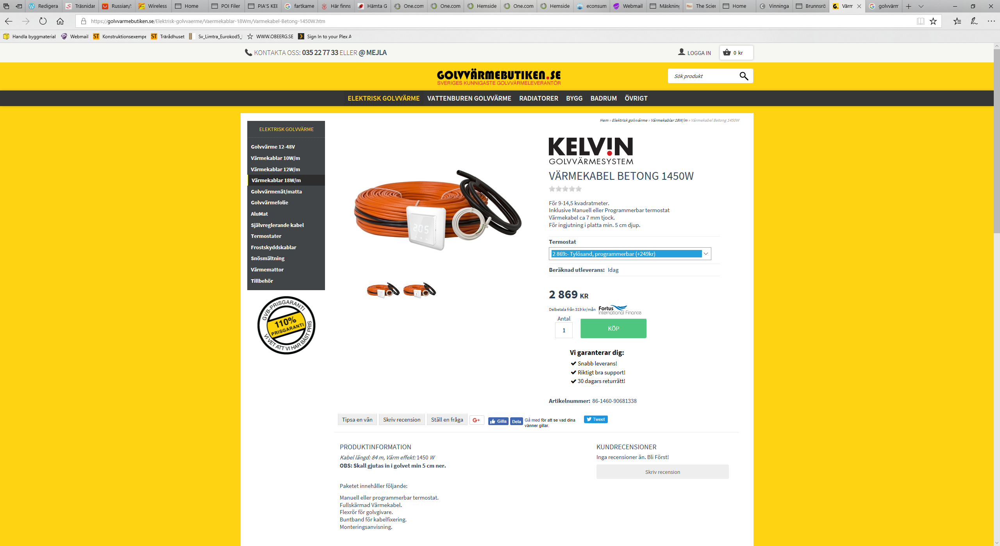 Redigera
Träsnidar
Russian/
Wireless
Home
POI Filer
PIA'S KEE
fartkame
Här finns
Hämta G
One.com
One.com
Hemside
One.com
Hemside
econsum
Webmail
Mäskning
The Scier
Home
Vinninga
Brunnsrö
Värm
golvvärm
https://golvvarmebutiken.se/Elektrisk-golvvaerme/Vaermekablar-18Wm/Varmekabel-Betong-1450W.htm
Handla byggmaterial
Webmail
ST Konstruktionsexempe
ST Trärådhuset
Sv_Limtra_Eurokod5_
WWW.OBEERG.SE
Sign In to your Plex A
KONTAKTA OSS: 035 22 77 33 ELLER @ MEJLA
LOGGA IN
0 kr
GOLVVÄRMEBUTIKEN.SE
SVERIGES KUNNIGASTE GOLVVÄRMELEVERANTÖR
Sök produkt
ELEKTRISK GOLVVÄRME VATTENBUREN GOLVVÄRME RADIATORER BYGG BADRUM ÖVRIGT
Hem » Elektrisk golvvärme » Värmekablar 18W/m » Värmekabel Betong 1450W
ELEKTRISK GOLVVÄRME
Golvvärme 12-48V
Värmekablar 10W/m
Värmekablar 12W/m
Värmekablar 18W/m
Golvvärmenät/matta
Golvvärmefolie
AluMat
Självreglerande kabel
Termostater
Frostskyddskablar
Snösmältning
Värmemattor
Tillbehör
GVB-PRISGARANTI
110%
PRISGARANTI
VI VET ATT VI HAR BÄST PRIS
205
KELV!N
GOLVVÄRMESYSTEM
VÄRMEKABEL BETONG 1450W
För 9-14,5 kvadratmeter.
Inklusive Manuell eller Programmerbar termostat
Värmekabel ca 7 mm tjock.
För ingjutning i platta min. 5 cm djup.
Termostat
2 869:- Tylösand, programmerbar (+249kr)
Beräknad utleverans: Idag
2 869 KR
Delbetala från 319 kr/mån
Fortus
International Finance
Antal
1
KÖP
Vi garanterar dig:
Snabb leverans!
Riktigt bra support!
30 dagars returrätt!
Artikelnummer: 86-1460-90681338
Tipsa en vän
Skriv recension
Ställ en fråga
G+
Gilla
Dela
Gå med för att se vad dina
vänner gillar.
Tweet
PRODUKTINFORMATION
Kabel längd: 84 m, Värm effekt: 1450 W
OBS: Skall gjutas in i golvet min 5 cm ner.
Paketet innehåller följande:
Manuell eller programmerbar termostat.
Fullskärmad Värmekabel.
Flexrör för golvgivare.
Buntband för kabelfixering.
Monteringsanvisning.
KUNDRECENSIONER
Inga recensioner än. Bli Först!
Skriv recension